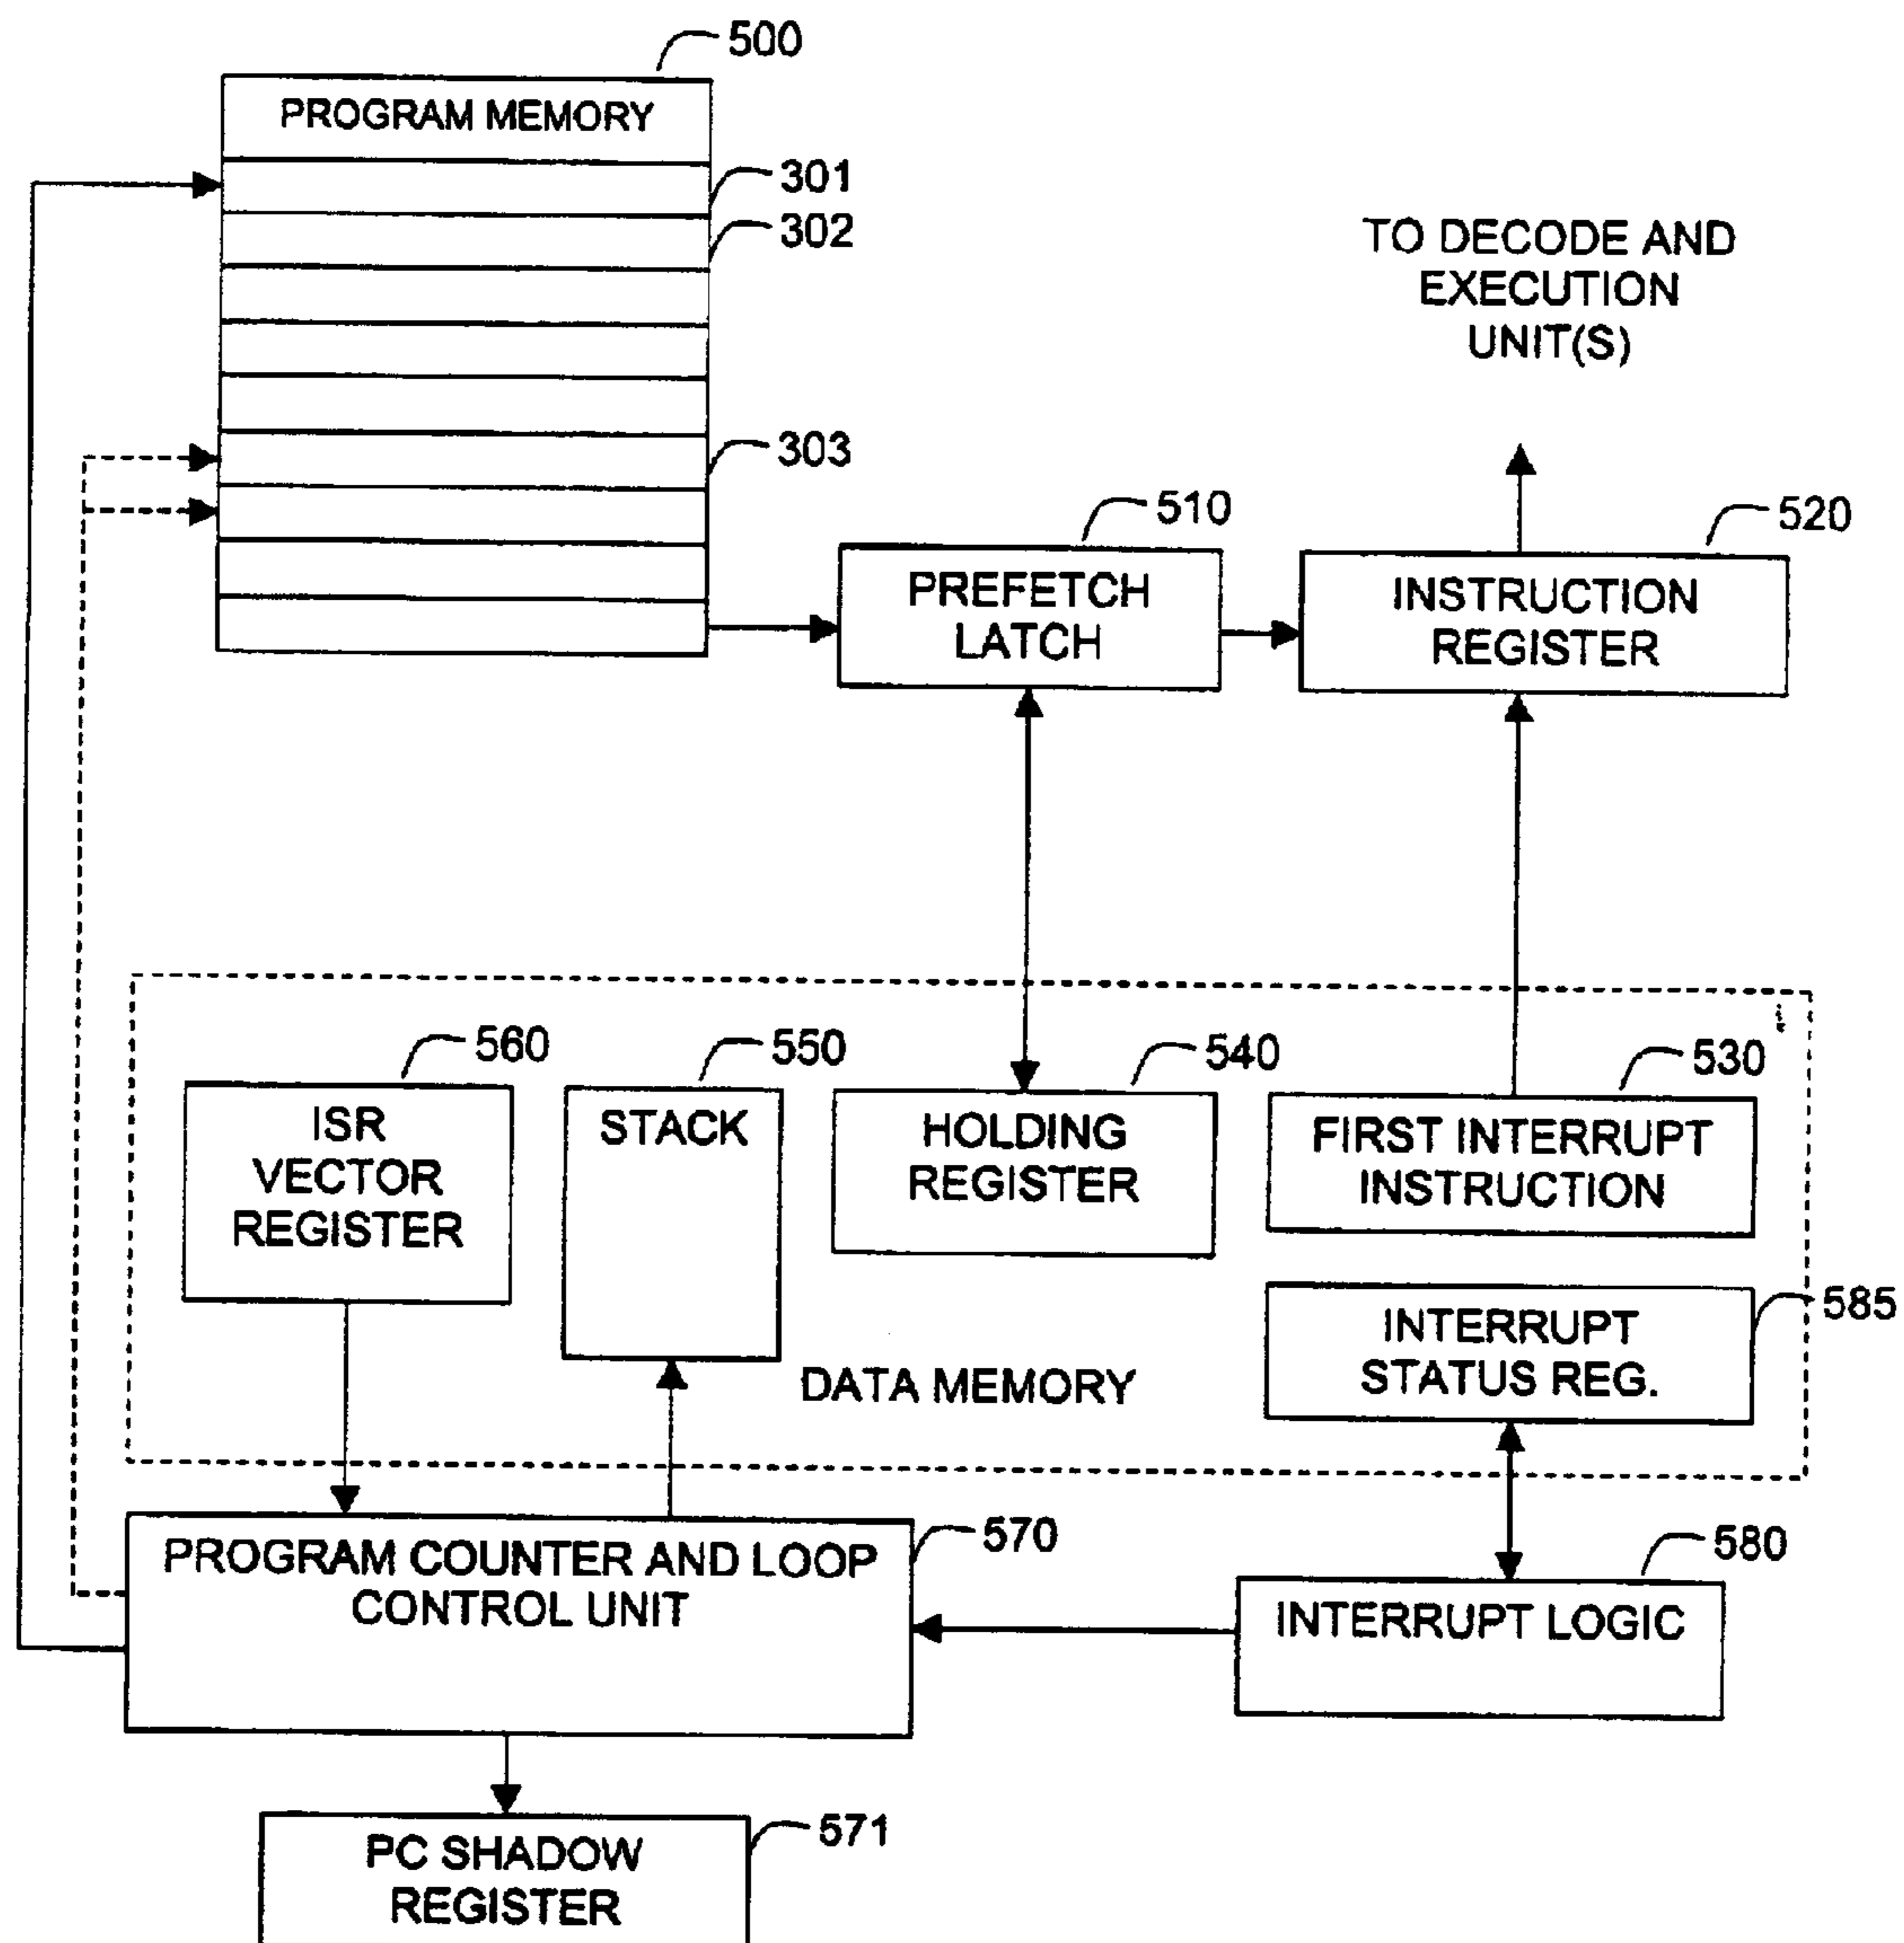 500
PROGRAM MEMORY
301
302
TO DECODE AND
EXECUTION
UNIT(S)
303
510
520
PREFETCH
LATCH
INSTRUCTION
REGISTER
560
550
540
530
ISR
VECTOR
REGISTER
STACK
HOLDING
REGISTER
FIRST INTERRUPT
INSTRUCTION
585
INTERRUPT
STATUS REG.
DATA MEMORY
570
580
PROGRAM COUNTER AND LOOP
CONTROL UNIT
INTERRUPT LOGIC
571
PC SHADOW
REGISTER